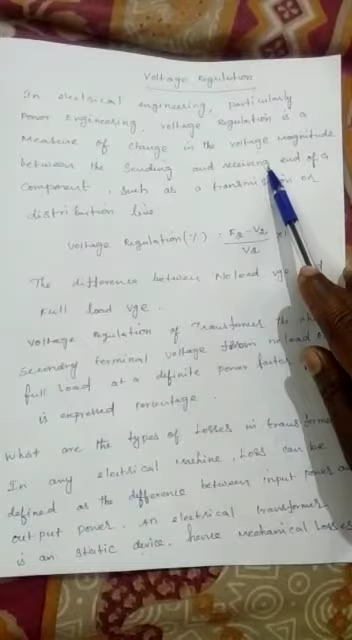 Voltage Regulation
In electrical engineering, particularly
Power Engineering, voltage regulation is a
Measure of change in the voltage magnitude
between the Sending and receiving end of a
Component, such as a transmission or
distribution line
Voltage Regulation (%) = E2 - V2 / V2
The difference between No load vge
Full load vge.
Voltage regulation of Transformer the
Secondary terminal voltage from no load
full load at a definite power factor
is expressed percentage.
What are the types of Losses in transformer
In any electrical Machine, Loss can be
defined as the difference between input power
output power. An electrical transformer
is an static device. hence Mechanical Losses